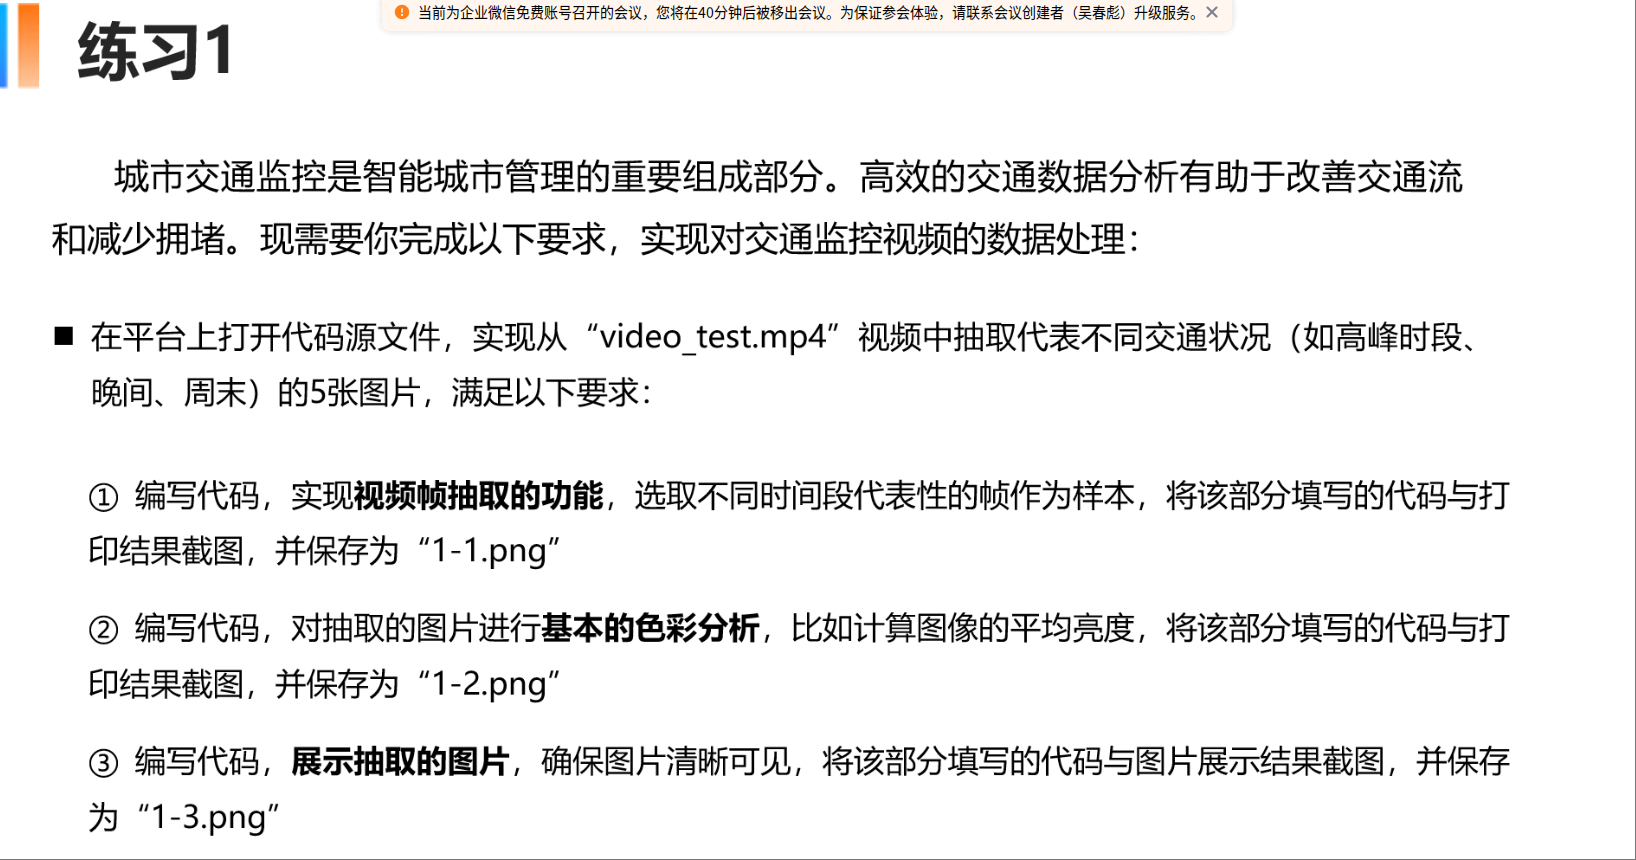 当前为企业微信免费账号召开的会议，您将在40分钟后被移出会议。为保证参会体验，请联系会议创建者（吴春彪）升级服务。
练习1
城市交通监控是智能城市管理的重要组成部分。高效的交通数据分析有助于改善交通流
和减少拥堵。现需要你完成以下要求，实现对交通监控视频的数据处理：
■ 在平台上打开代码源文件，实现从“video_test.mp4”视频中抽取代表不同交通状况（如高峰时段、
晚间、周末）的5张图片，满足以下要求：
① 编写代码，实现视频帧抽取的功能，选取不同时间段代表性的帧作为样本，将该部分填写的代码与打
印结果截图，并保存为“1-1.png”
② 编写代码，对抽取的图片进行基本的色彩分析，比如计算图像的平均亮度，将该部分填写的代码与打
印结果截图，并保存为“1-2.png”
③ 编写代码，展示抽取的图片，确保图片清晰可见，将该部分填写的代码与图片展示结果截图，并保存
为“1-3.png”